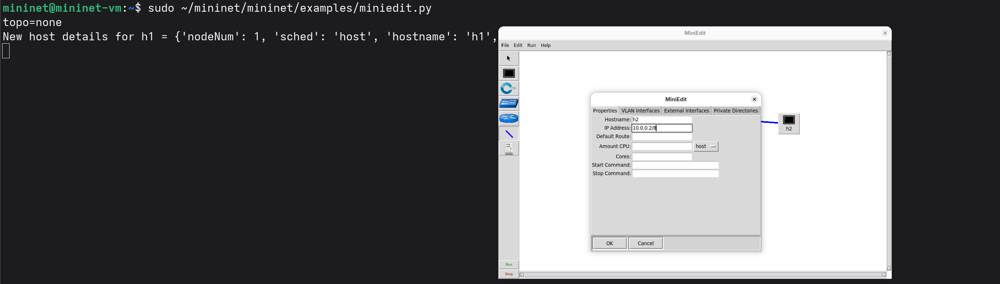 mininet@mininet-vm:~$ sudo ~/mininet/mininet/examples/miniedit.py
topo=none
New host details for h1 = {'nodeNum': 1, 'sched': 'host', 'hostname': 'h1',
MiniEdit
File Edit Run Help
MiniEdit
Properties VLAN Interfaces External Interfaces Private Directories
Hostname: h2
IP Address: 10.0.0.2/8
Default Route:
Amount CPU: host
Cores:
Start Command:
Stop Command:
OK Cancel
h2
Run
Stop